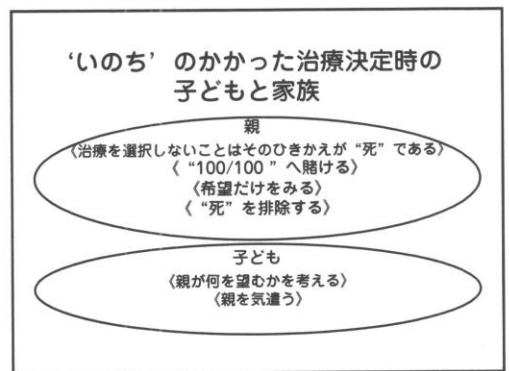 ‘いのち’のかかった治療決定時の
子どもと家族
親
〈治療を選択しないことはそのひきかえが“死”である〉
〈 “100/100 ”へ賭ける〉
〈希望だけをみる〉
〈 “死”を排除する〉
子ども
〈親が何を望むかを考える〉
〈親を気遣う〉